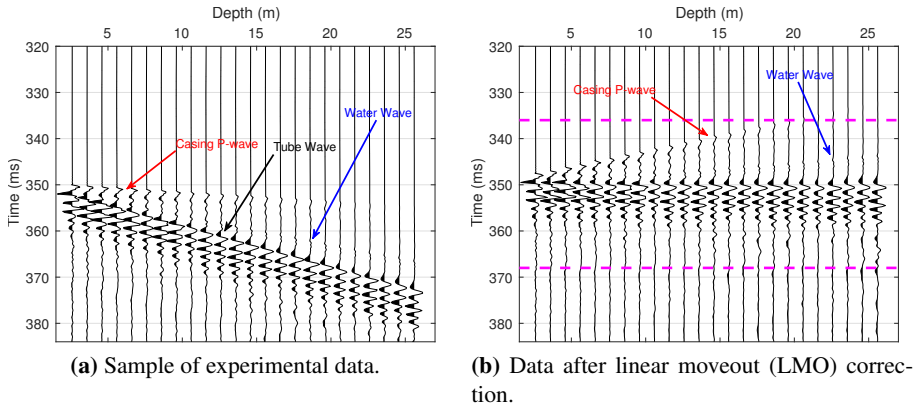 Depth (m)
5 10 15 20 25
320
330
340
350
360
370
380
Time (ms)
Casing P-wave
Tube Wave
Water Wave
(a) Sample of experimental data.
Depth (m)
5 10 15 20 25
320
330
340
350
360
370
380
Time (ms)
Casing P-wave
Water Wave
(b) Data after linear moveout (LMO) correc-
tion.